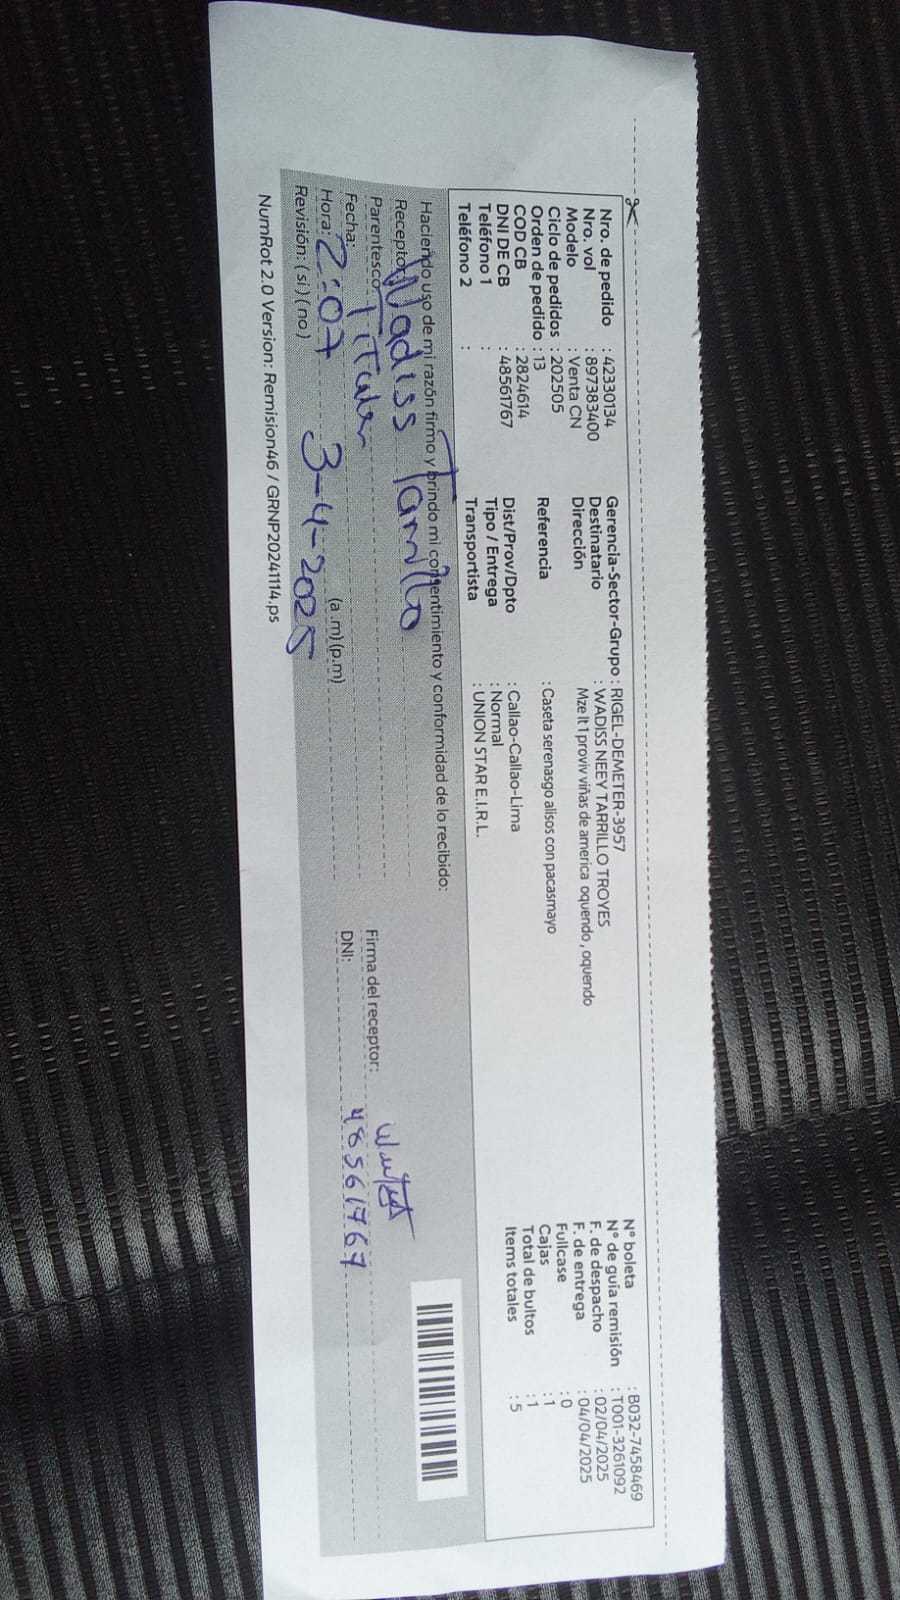 Nro. de pedido : 42330134
Nro. vol : 897383400
Modelo : Venta CN
Ciclo de pedidos : 202505
Orden de pedido : 13
COD CB : 2824614
DNI DE CB : 48561767
Teléfono 1 :
Teléfono 2 :
Gerencia-Sector-Grupo : RIGEL-DEMETER-3957
Destinatario : WADISS NEEY TARRILLO TROYES
Dirección Mze lt 1 proviv viñas de america oquendo , oquendo
Referencia : Caseta serenasgo alisos con pacasmayo
Dist/Prov/Dpto : Callao-Callao-Lima
Tipo / Entrega : Normal
Transportista : UNION STAR E.I.R.L.
N° boleta : B032-7458469
N° de guía remisión : T001-3261092
F. de despacho : 02/04/2025
F. de entrega : 04/04/2025
Fullcase : 0
Cajas : 1
Total de bultos : 1
Items totales : 5
Haciendo uso de mi razón firmo y brindo mi consentimiento y conformidad de lo recibido:
Receptor Wadiss Tarrillo
Parentesco Titular
Fecha: 3-4-2025
Hora: 2:07 (a .m) (p.m)
Revisión: ( si ) ( no )
Firma del receptor:
DNI: 48561767
NumRot 2.0 Version: Remision46 / GRNP20241114.ps